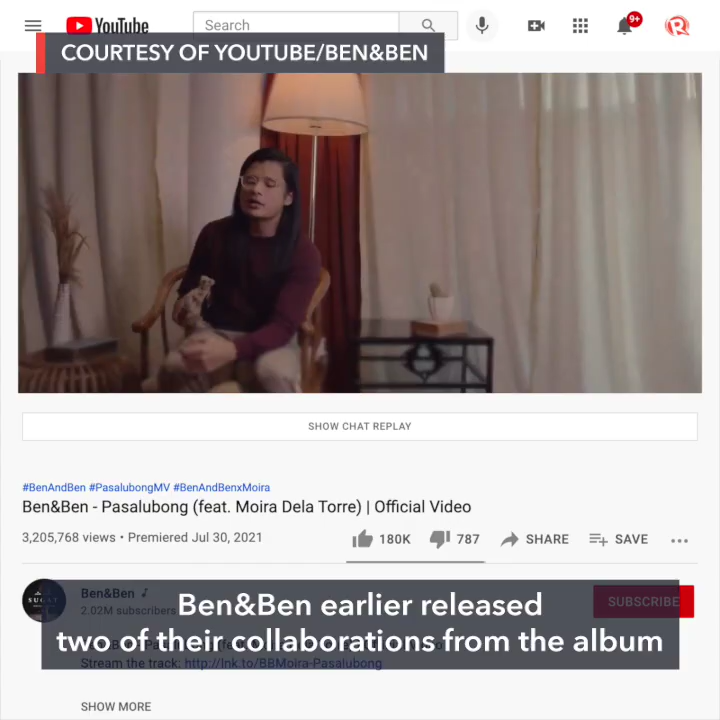 YouTube
Search
9+
COURTESY OF YOUTUBE/BEN&BEN
SHOW CHAT REPLAY
#BenAndBen #PasalubongMV #BenAndBenxMoira
Ben&Ben - Pasalubong (feat. Moira Dela Torre) | Official Video
3,205,768 views • Premiered Jul 30, 2021
180K 787 SHARE SAVE
Ben&Ben
2.02M subscribers
SUBSCRIBE
Ben&Ben earlier released
two of their collaborations from the album
Stream the track: http://lnk.to/BBMoira-Pasalubong
SHOW MORE